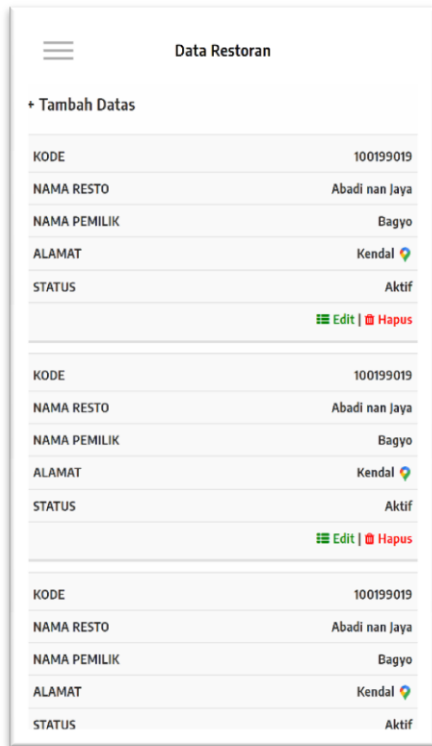 Data Restoran
+ Tambah Datas
KODE 100199019
NAMA RESTO Abadi nan Jaya
NAMA PEMILIK Bagyo
ALAMAT Kendal
STATUS Aktif
Edit | Hapus
KODE 100199019
NAMA RESTO Abadi nan Jaya
NAMA PEMILIK Bagyo
ALAMAT Kendal
STATUS Aktif
Edit | Hapus
KODE 100199019
NAMA RESTO Abadi nan Jaya
NAMA PEMILIK Bagyo
ALAMAT Kendal
STATUS Aktif